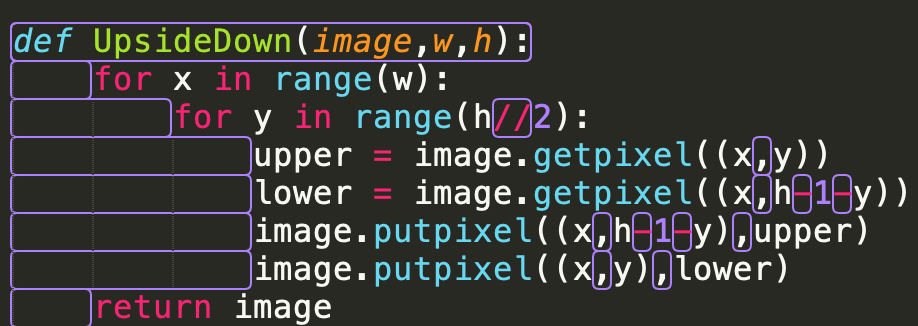 def UpsideDown(image,w,h):
    for x in range(w):
        for y in range(h//2):
            upper = image.getpixel((x,y))
            lower = image.getpixel((x,h-1-y))
            image.putpixel((x,h-1-y),upper)
            image.putpixel((x,y),lower)
    return image